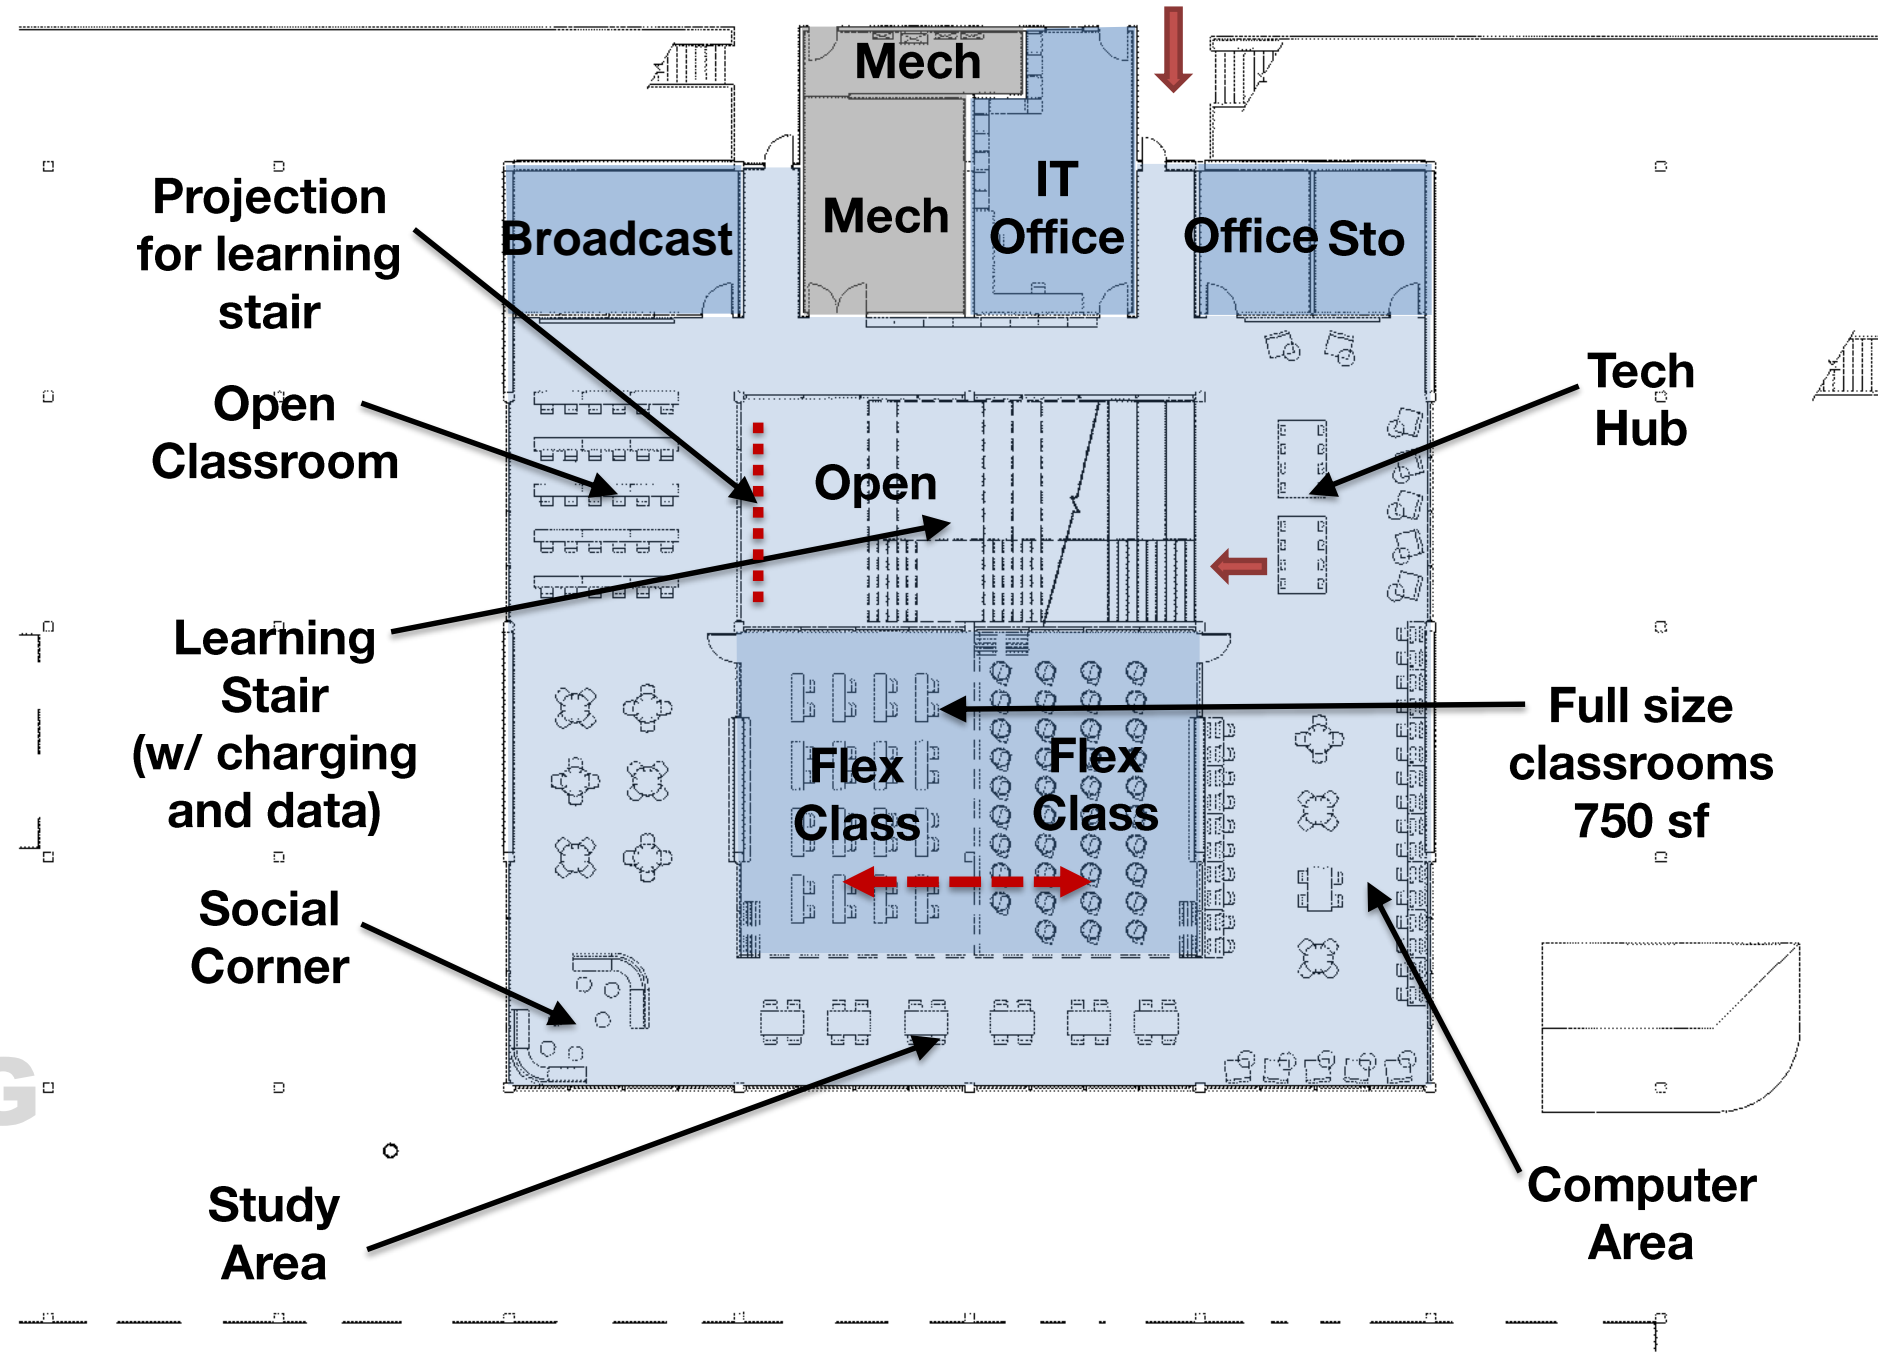 Mech
Mech
IT
Office
Broadcast
Office
Sto
Projection
for learning
stair
Open
Classroom
Open
Tech
Hub
Learning
Stair
(w/ charging
and data)
Flex
Class
Flex
Class
Full size
classrooms
750 sf
Social
Corner
G
Study
Area
Computer
Area